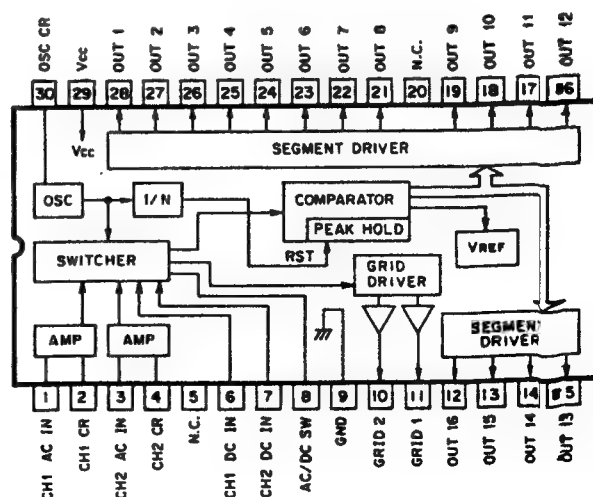 OSC CR
Vcc
OUT 1
OUT 2
OUT 3
OUT 4
OUT 5
OUT 6
OUT 7
OUT 8
N.C.
OUT 9
OUT 10
OUT 11
OUT 12
30 29 28 27 26 25 24 23 22 21 20 19 18 17
Vcc
SEGMENT DRIVER
OSC
1/N
COMPARATOR
PEAK HOLD
RST
VREF
SWITCHER
GRID
DRIVER
AMP
AMP
SEGMENT
DRIVER
1 2 3 4 5 6 7 8 9 10 11 12 13 14
CH1 AC IN
CH1 CR
CH2 AC IN
CH2 CR
N.C.
CH1 DC IN
CH2 DC IN
AC/DC SW
GND
GRID 2
GRID 1
OUT 16
OUT 15
OUT 14
OUT 13